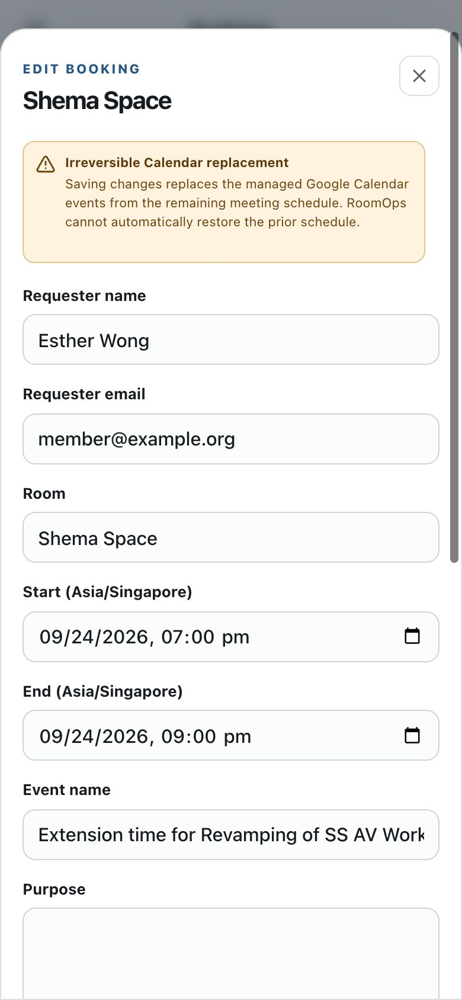 EDIT BOOKING
Shema Space
Irreversible Calendar replacement
Saving changes replaces the managed Google Calendar
events from the remaining meeting schedule. RoomOps
cannot automatically restore the prior schedule.
Requester name
Esther Wong
Requester email
member@example.org
Room
Shema Space
Start (Asia/Singapore)
09/24/2026, 07:00 pm
End (Asia/Singapore)
09/24/2026, 09:00 pm
Event name
Extension time for Revamping of SS AV Work
Purpose